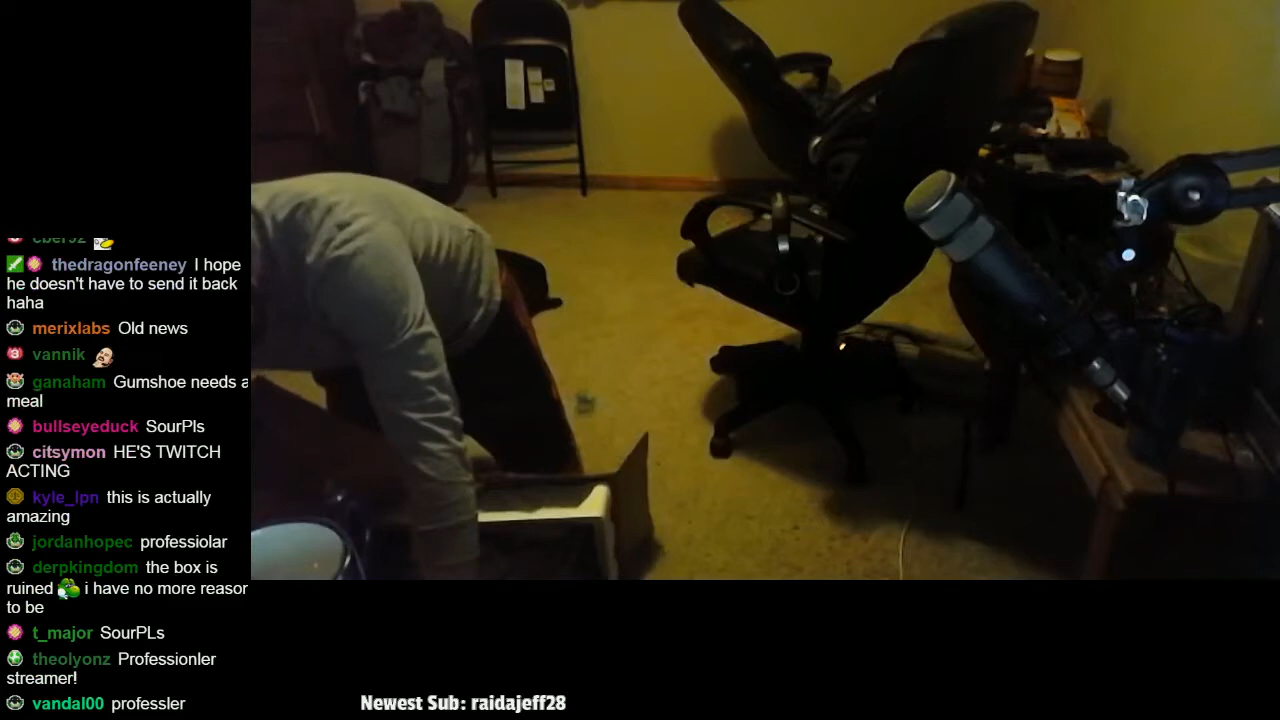 cber92
thedragonfeeney I hope
he doesn't have to send it back
haha
merixlabs Old news
vannik
ganaham Gumshoe needs a
meal
bullseyeduck SourPls
citsymon HE'S TWITCH
ACTING
kyle_lpn this is actually
amazing
jordanhopec professiolar
derpkingdom the box is
ruined i have no more reason
to be
t_major SourPLs
theolyonz Professionler
streamer!
vandal00 professler
Newest Sub: raidajeff28